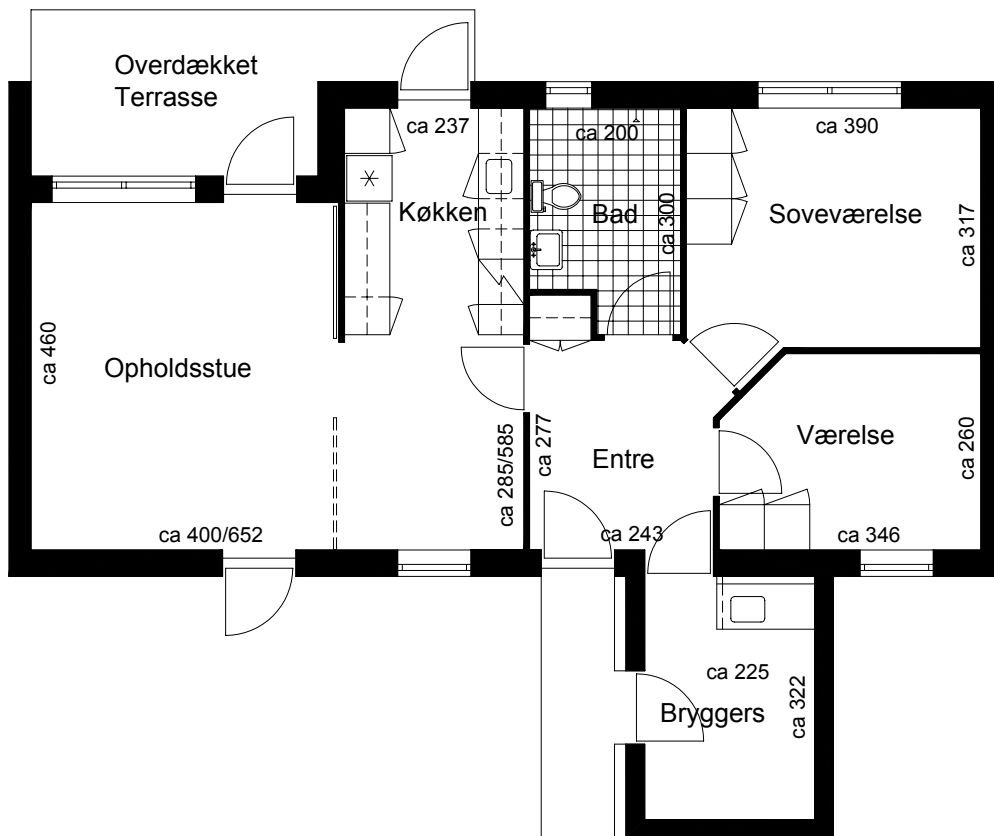 Overdækket
Terrasse
ca 237
ca 200
ca 390
Køkken
Bad
ca 300
Soveværelse
ca 317
ca 460
Opholdsstue
ca 285/585
ca 277
Entre
Værelse
ca 260
ca 400/652
ca 243
ca 346
ca 225
Bryggers
ca 322